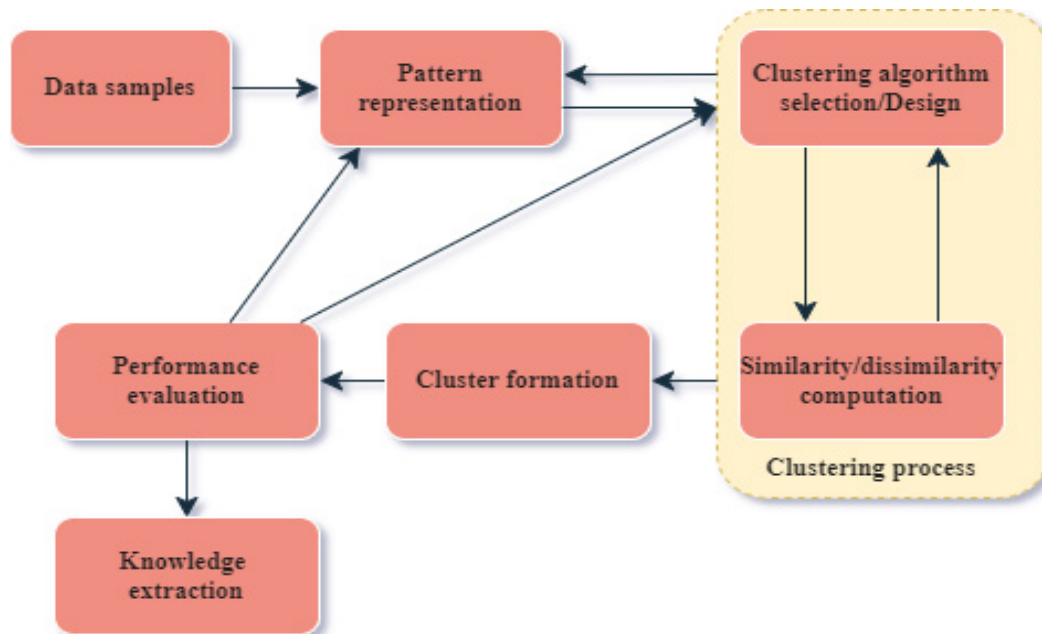 Data samples
Pattern
representation
Clustering algorithm
selection/Design
Performance
evaluation
Cluster formation
Similarity/dissimilarity
computation
Clustering process
Knowledge
extraction